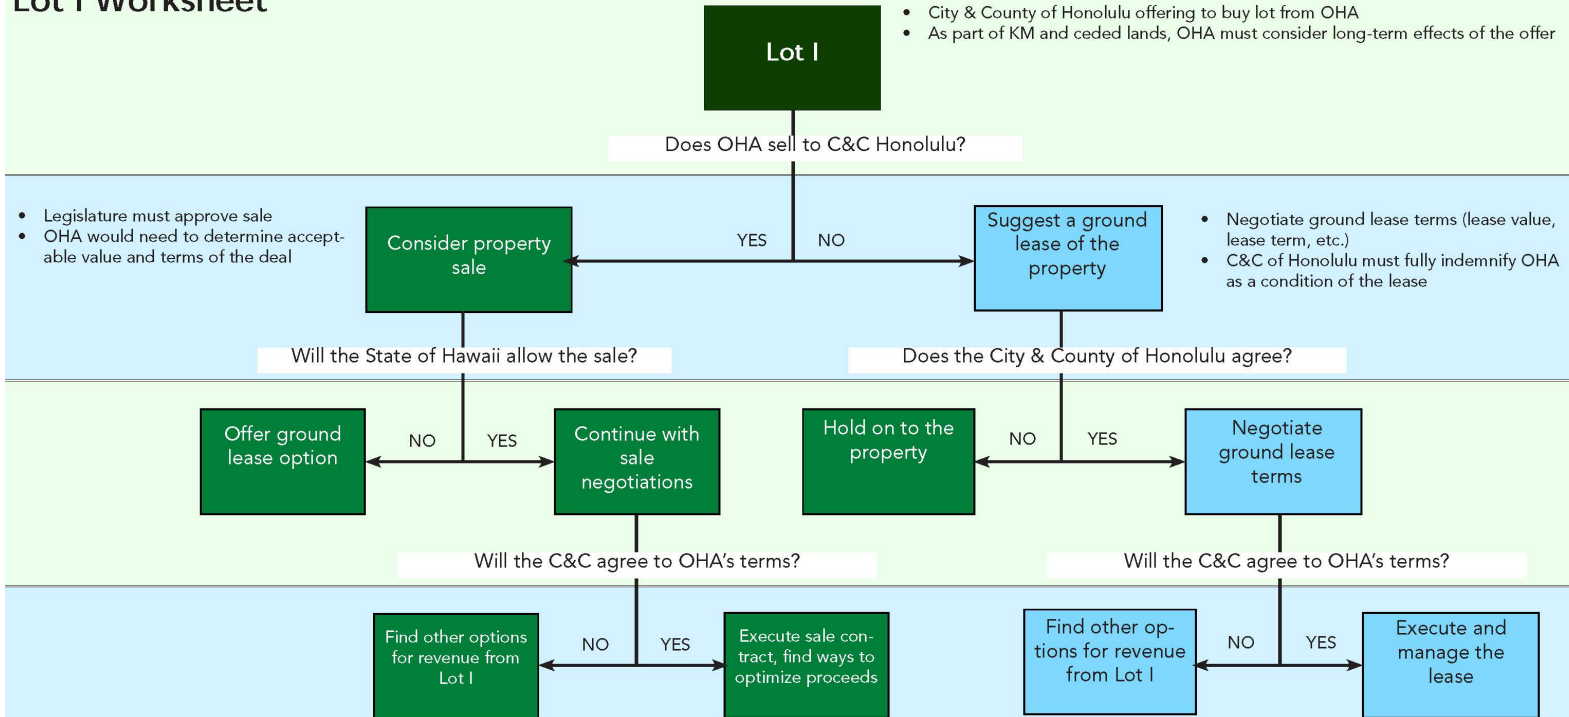 Lot I Worksheet
Lot I
• City & County of Honolulu offering to buy lot from OHA
• As part of KM and ceded lands, OHA must consider long-term effects of the offer
Does OHA sell to C&C Honolulu?
• Legislature must approve sale
• OHA would need to determine accept-
able value and terms of the deal
Consider property
sale
YES
NO
Suggest a ground
lease of the
property
• Negotiate ground lease terms (lease value,
lease term, etc.)
• C&C of Honolulu must fully indemnify OHA
as a condition of the lease
Will the State of Hawaii allow the sale?
Does the City & County of Honolulu agree?
Offer ground
lease option
NO
YES
Continue with
sale
negotiations
Hold on to the
property
NO
YES
Negotiate
ground lease
terms
Will the C&C agree to OHA's terms?
Will the C&C agree to OHA's terms?
Find other options
for revenue from
Lot I
NO
YES
Execute sale con-
tract, find ways to
optimize proceeds
Find other op-
tions for revenue
from Lot I
NO
YES
Execute and
manage the
lease